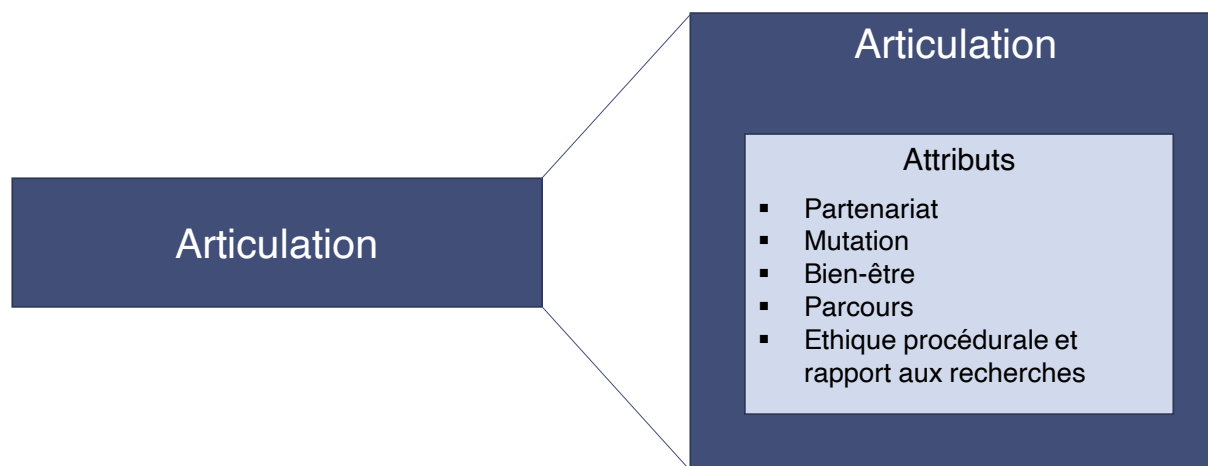 Articulation
Articulation
Attributs
▪ Partenariat
▪ Mutation
▪ Bien-être
▪ Parcours
▪ Ethique procédurale et
rapport aux recherches